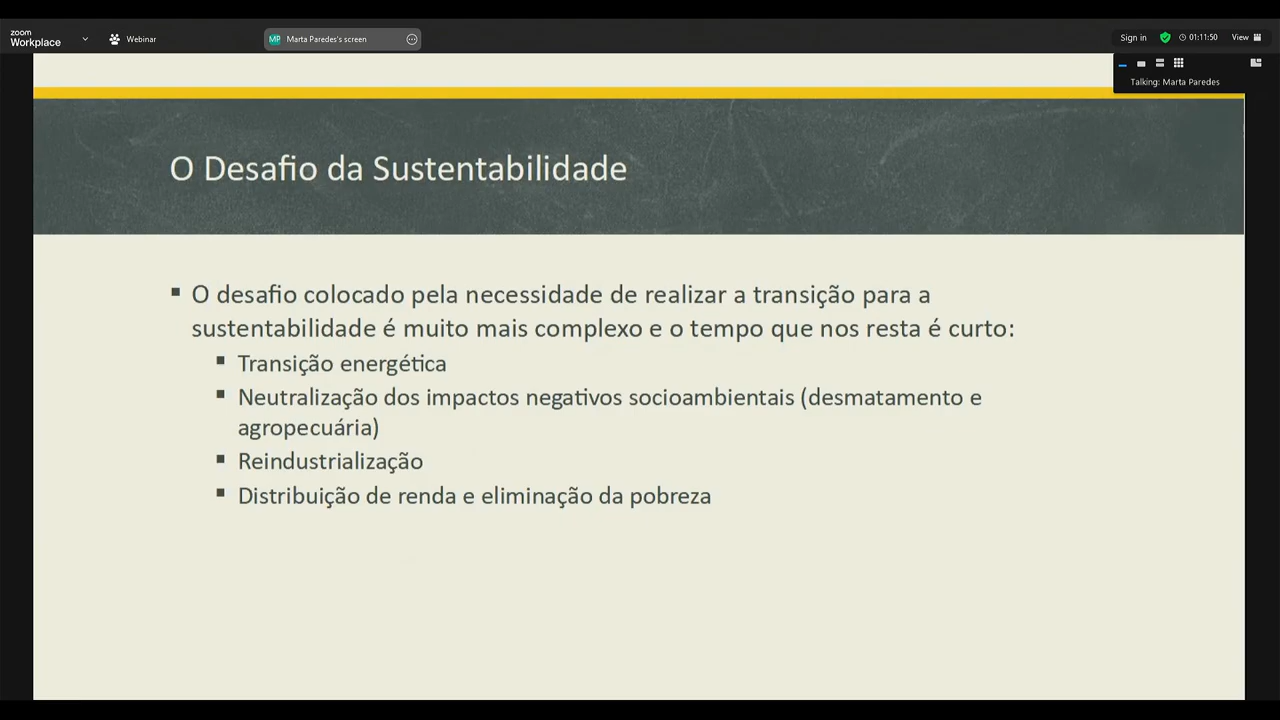 zoom
Workplace
Webinar
MP Marta Paredes's screen
Sign in
01:11:50
View
Talking: Marta Paredes
O Desafio da Sustentabilidade
O desafio colocado pela necessidade de realizar a transição para a
sustentabilidade é muito mais complexo e o tempo que nos resta é curto:
Transição energética
Neutralização dos impactos negativos socioambientais (desmatamento e
agropecuária)
Reindustrialização
Distribuição de renda e eliminação da pobreza